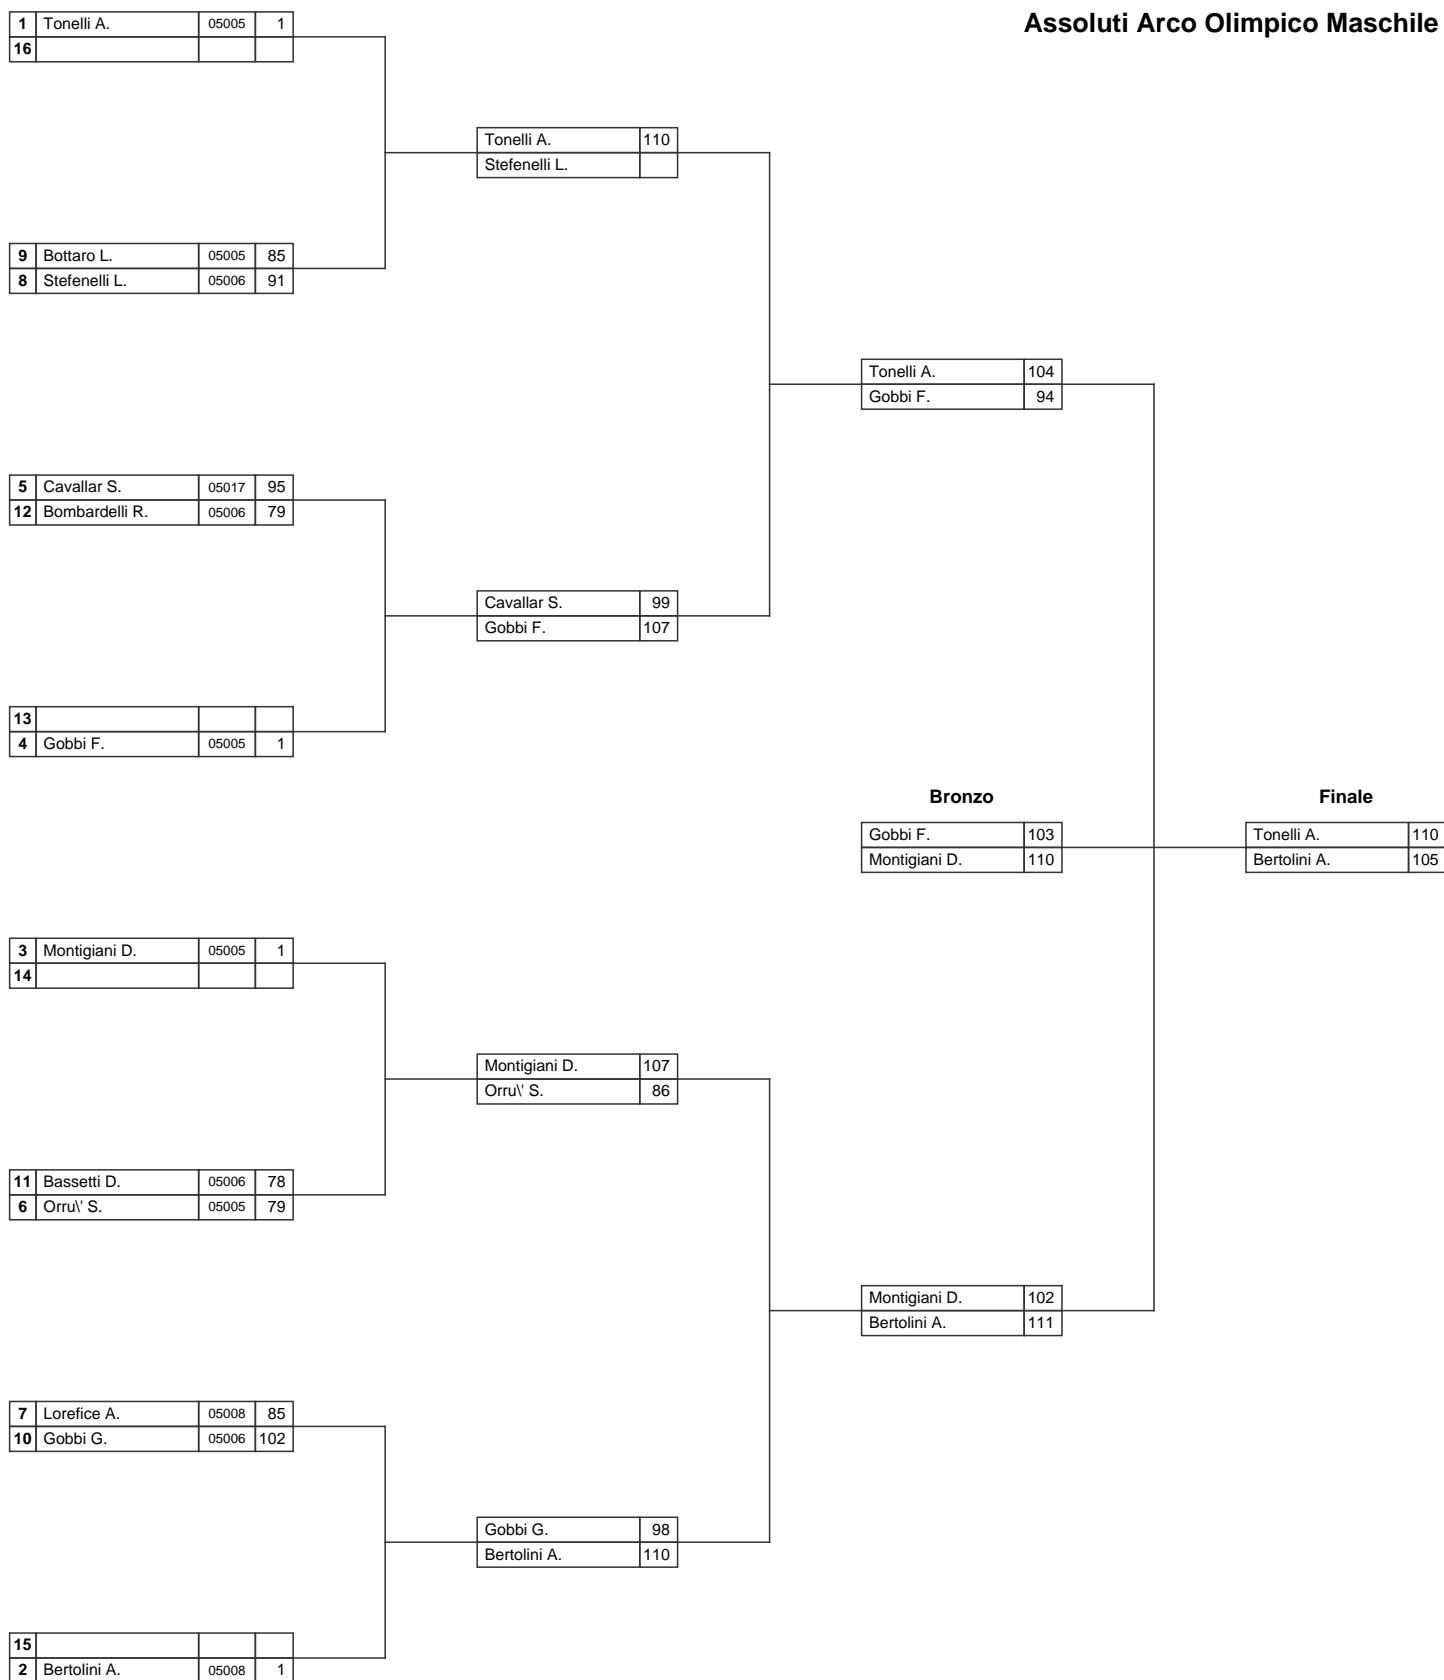 Assoluti Arco Olimpico Maschile
1 Tonelli A. 05005 1
16
Tonelli A. 110
Stefenelli L.
9 Bottaro L. 05005 85
8 Stefenelli L. 05006 91
Tonelli A. 104
Gobbi F. 94
5 Cavallar S. 05017 95
12 Bombardelli R. 05006 79
Cavallar S. 99
Gobbi F. 107
13
4 Gobbi F. 05005 1
Bronzo
Finale
Gobbi F. 103
Montigiani D. 110
Tonelli A. 110
Bertolini A. 105
3 Montigiani D. 05005 1
14
Montigiani D. 107
Orru\' S. 86
11 Bassetti D. 05006 78
6 Orru\' S. 05005 79
Montigiani D. 102
Bertolini A. 111
7 Lorefice A. 05008 85
10 Gobbi G. 05006 102
Gobbi G. 98
Bertolini A. 110
15
2 Bertolini A. 05008 1